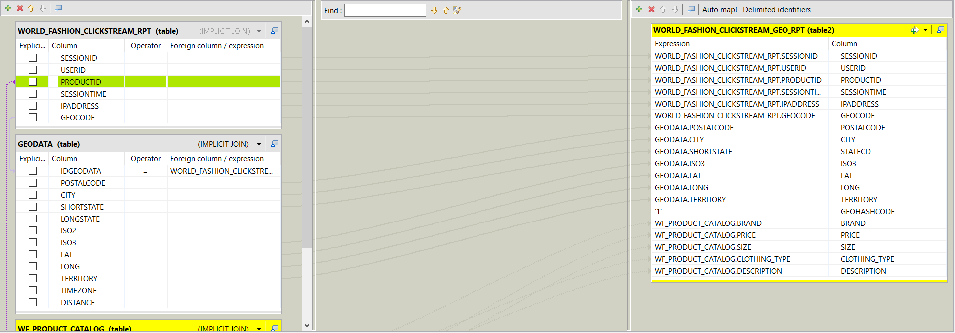 Find :
Auto map!
Delimited identifiers
WORLD_FASHION_CLICKSTREAM_RPT (table) (IMPLICIT JOIN)
Explici... Column Operator Foreign column / expression
SESSIONID
USERID
PRODUCTID
SESSIONTIME
IPADDRESS
GEOCODE
GEODATA (table) (IMPLICIT JOIN)
Explici... Column Operator Foreign column / expression
IDGEODATA = WORLD_FASHION_CLICKSTRE...
POSTALCODE
CITY
SHORTSTATE
LONGSTATE
ISO2
ISO3
LAT
LONG
TERRITORY
TIMEZONE
DISTANCE
WF_PRODUCT_CATALOG (table) (IMPLICIT JOIN)
WORLD_FASHION_CLICKSTREAM_GEO_RPT (table2)
Expression Column
WORLD_FASHION_CLICKSTREAM_RPT.SESSIONID SESSIONID
WORLD_FASHION_CLICKSTREAM_RPT.USERID USERID
WORLD_FASHION_CLICKSTREAM_RPT.PRODUCTID PRODUCTID
WORLD_FASHION_CLICKSTREAM_RPT.SESSIONTI... SESSIONTIME
WORLD_FASHION_CLICKSTREAM_RPT.IPADDRESS IPADDRESS
WORLD_FASHION_CLICKSTREAM_RPT.GEOCODE GEOCODE
GEODATA.POSTALCODE POSTALCODE
GEODATA.CITY CITY
GEODATA.SHORTSTATE STATECD
GEODATA.ISO3 ISO3
GEODATA.LAT LAT
GEODATA.LONG LONG
GEODATA.TERRITORY TERRITORY
'1' GEOHASHCODE
WF_PRODUCT_CATALOG.BRAND BRAND
WF_PRODUCT_CATALOG.PRICE PRICE
WF_PRODUCT_CATALOG.SIZE SIZE
WF_PRODUCT_CATALOG.CLOTHING_TYPE CLOTHING_TYPE
WF_PRODUCT_CATALOG.DESCRIPTION DESCRIPTION